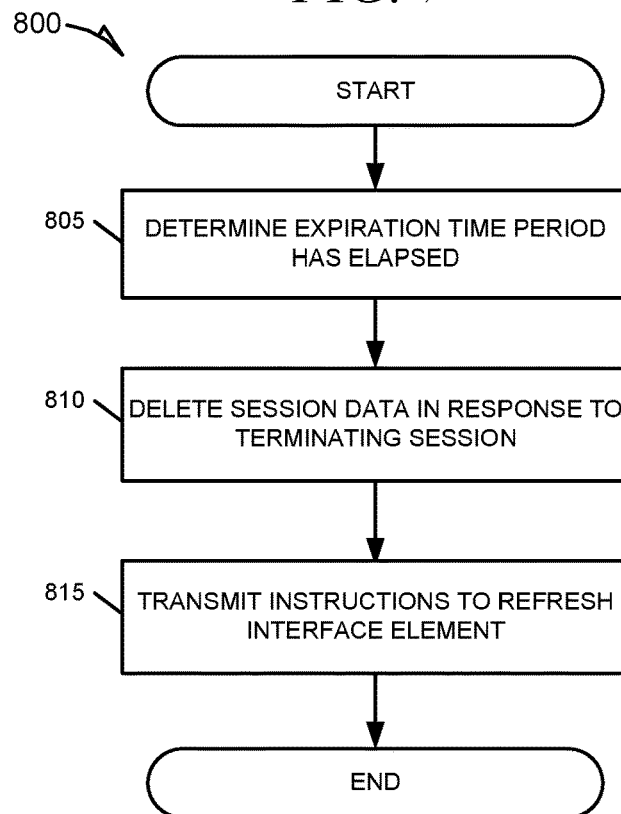 800
START
805
DETERMINE EXPIRATION TIME PERIOD
HAS ELAPSED
810
DELETE SESSION DATA IN RESPONSE TO
TERMINATING SESSION
815
TRANSMIT INSTRUCTIONS TO REFRESH
INTERFACE ELEMENT
END